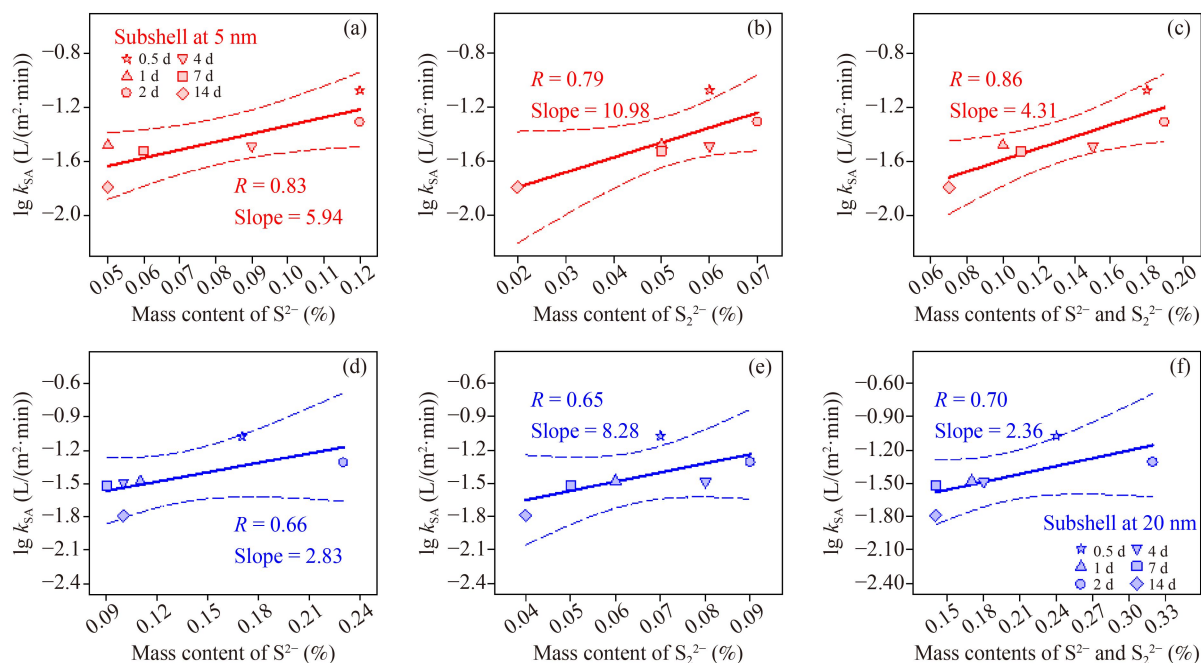 (a)
Subshell at 5 nm
0.5 d
4 d
1 d
7 d
2 d
14 d
R = 0.83
Slope = 5.94
−0.8
−1.2
−1.6
−2.0
lg k_SA (L/(m²·min))
0.05
0.06
0.07
0.08
0.09
0.10
0.11
0.12
Mass content of S²⁻ (%)
(b)
R = 0.79
Slope = 10.98
−0.8
−1.2
−1.6
−2.0
lg k_SA (L/(m²·min))
0.02
0.03
0.04
0.05
0.06
0.07
Mass content of S₂²⁻ (%)
(c)
R = 0.86
Slope = 4.31
−0.8
−1.2
−1.6
−2.0
lg k_SA (L/(m²·min))
0.06
0.08
0.10
0.12
0.14
0.16
0.18
0.20
Mass contents of S²⁻ and S₂²⁻ (%)
(d)
R = 0.66
Slope = 2.83
−0.6
−0.9
−1.2
−1.5
−1.8
−2.1
−2.4
lg k_SA (L/(m²·min))
0.09
0.12
0.15
0.18
0.21
0.24
Mass content of S²⁻ (%)
(e)
R = 0.65
Slope = 8.28
−0.6
−0.9
−1.2
−1.5
−1.8
−2.1
−2.4
lg k_SA (L/(m²·min))
0.04
0.05
0.06
0.07
0.08
0.09
Mass content of S₂²⁻ (%)
(f)
R = 0.70
Slope = 2.36
Subshell at 20 nm
0.5 d
4 d
1 d
7 d
2 d
14 d
−0.60
−0.90
−1.20
−1.50
−1.80
−2.10
−2.40
lg k_SA (L/(m²·min))
0.15
0.18
0.21
0.24
0.27
0.30
0.33
Mass contents of S²⁻ and S₂²⁻ (%)